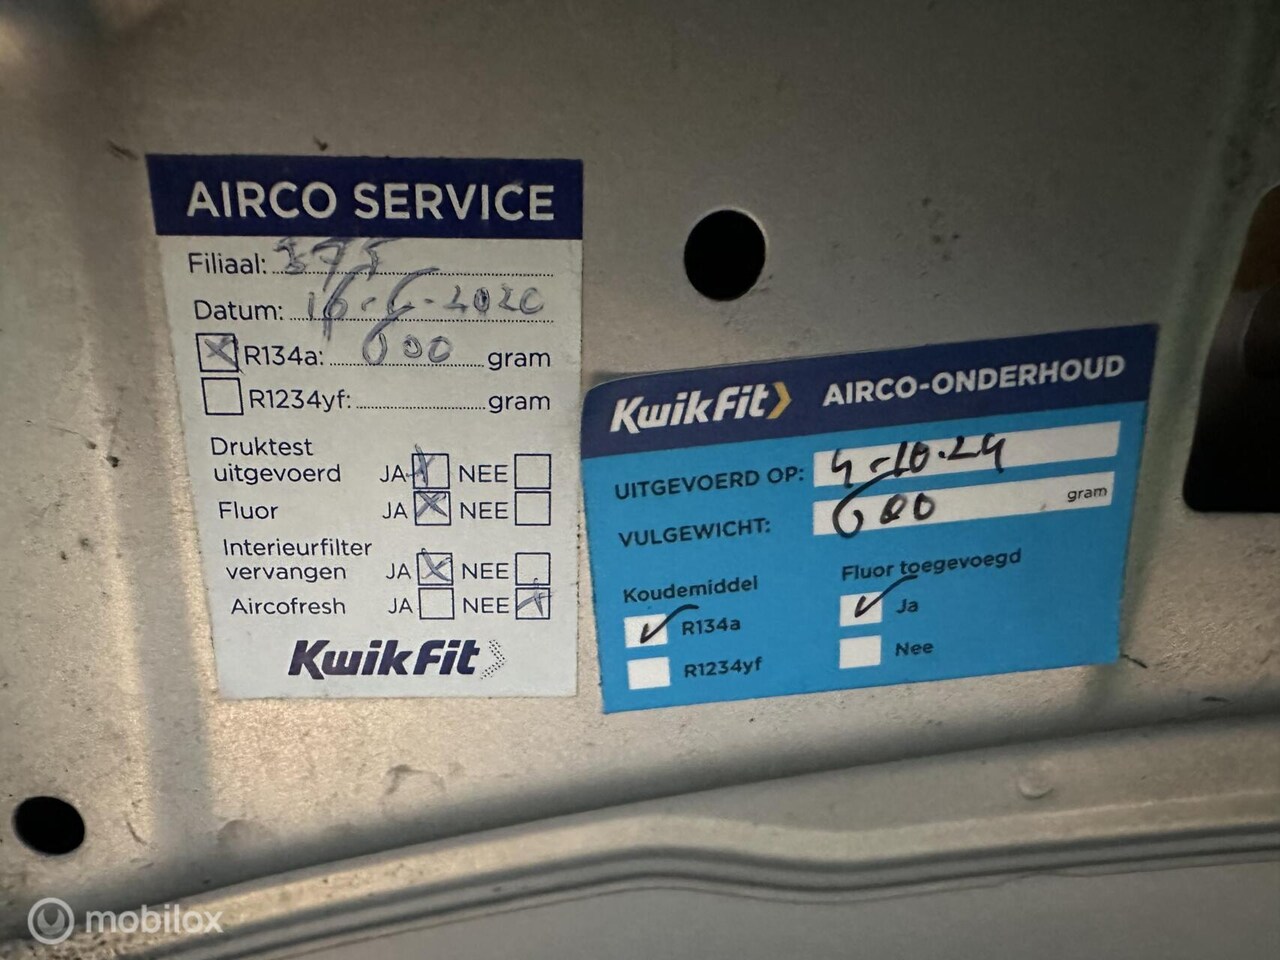 AIRCO SERVICE
Filiaal:
Datum: 16-6-2020
R134a: 600 gram
R1234yf: gram
Druktest
uitgevoerd JA NEE
Fluor JA NEE
Interieurfilter
vervangen JA NEE
Aircofresh JA NEE
KwikFit
KwikFit AIRCO-ONDERHOUD
UITGEVOERD OP: 4-10-24
VULGEWICHT: 600 gram
Koudemiddel
R134a
R1234yf
Fluor toegevoegd
Ja
Nee
mobilox